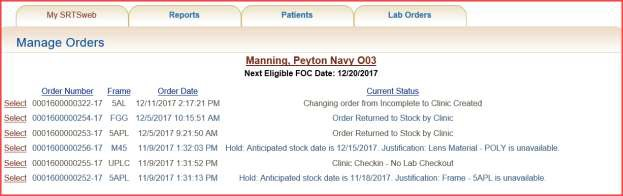 My SRTSweb Reports Patients Lab Orders
Manage Orders
Manning, Peyton Navy O03
Next Eligible FOC Date: 12/20/2017
Order Number Frame Order Date Current Status
Select 0001600000322-17 5AL 12/11/2017 2:17:21 PM Changing order from Incomplete to Clinic Created
Select 0001600000254-17 FGG 12/5/2017 10:15:51 AM Order Returned to Stock by Clinic
Select 0001600000253-17 5APL 12/5/2017 9:21:50 AM Order Returned to Stock by Clinic
Select 0001600000256-17 M45 11/9/2017 1:32:03 PM Hold: Anticipated stock date is 12/15/2017. Justification: Lens Material - POLY is unavailable.
Select 0001600000255-17 UPLC 11/9/2017 1:31:52 PM Clinic Checkin - No Lab Checkout
Select 0001600000252-17 5APL 11/9/2017 1:31:13 PM Hold: Anticipated stock date is 11/18/2017. Justification: Frame - 5APL is unavailable.